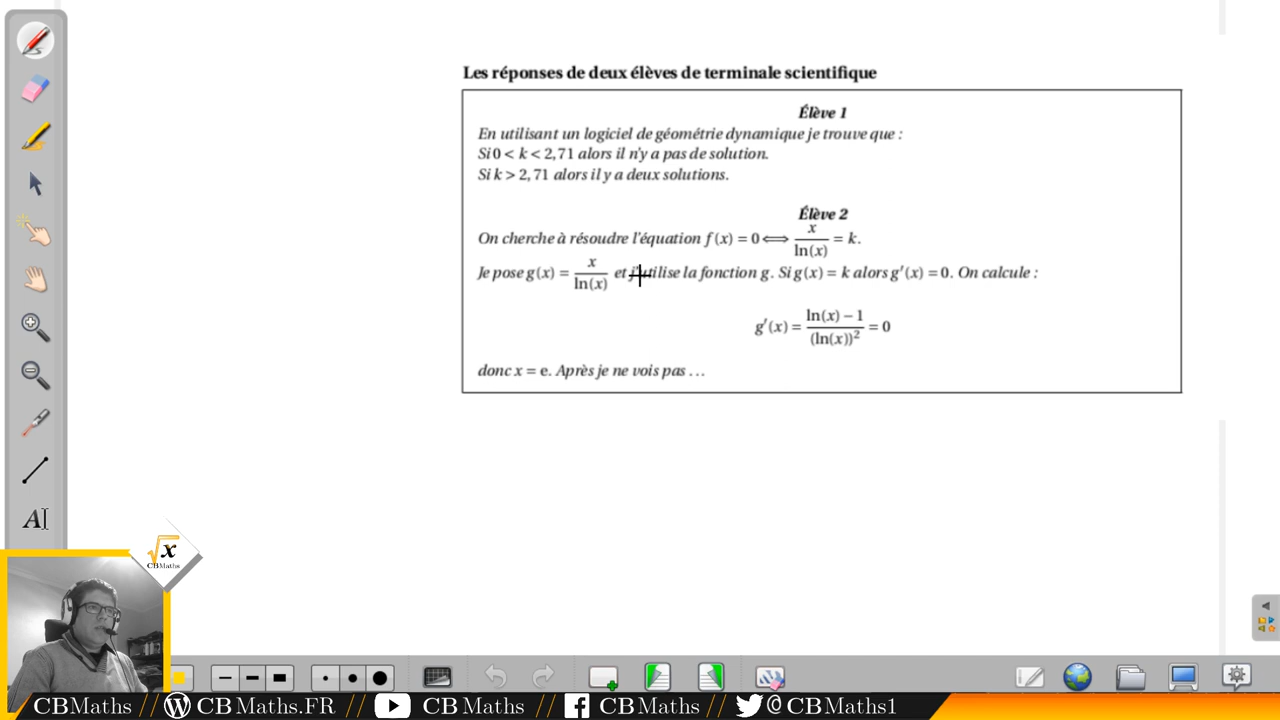 Les réponses de deux élèves de terminale scientifique
Élève 1
En utilisant un logiciel de géométrie dynamique je trouve que :
Si 0 < k < 2,71 alors il n'y a pas de solution.
Si k > 2,71 alors il y a deux solutions.
Élève 2
On cherche à résoudre l'équation f(x) = 0 ⟺ x/ln(x) = k.
Je pose g(x) = x/ln(x) et j'utilise la fonction g. Si g(x) = k alors g′(x) = 0. On calcule :
g′(x) = (ln(x) − 1)/(ln(x))² = 0
donc x = e. Après je ne vois pas …
AI
√x
CBMaths
CBMaths // CBMaths.FR // CBMaths // CBMaths // @CBMaths1